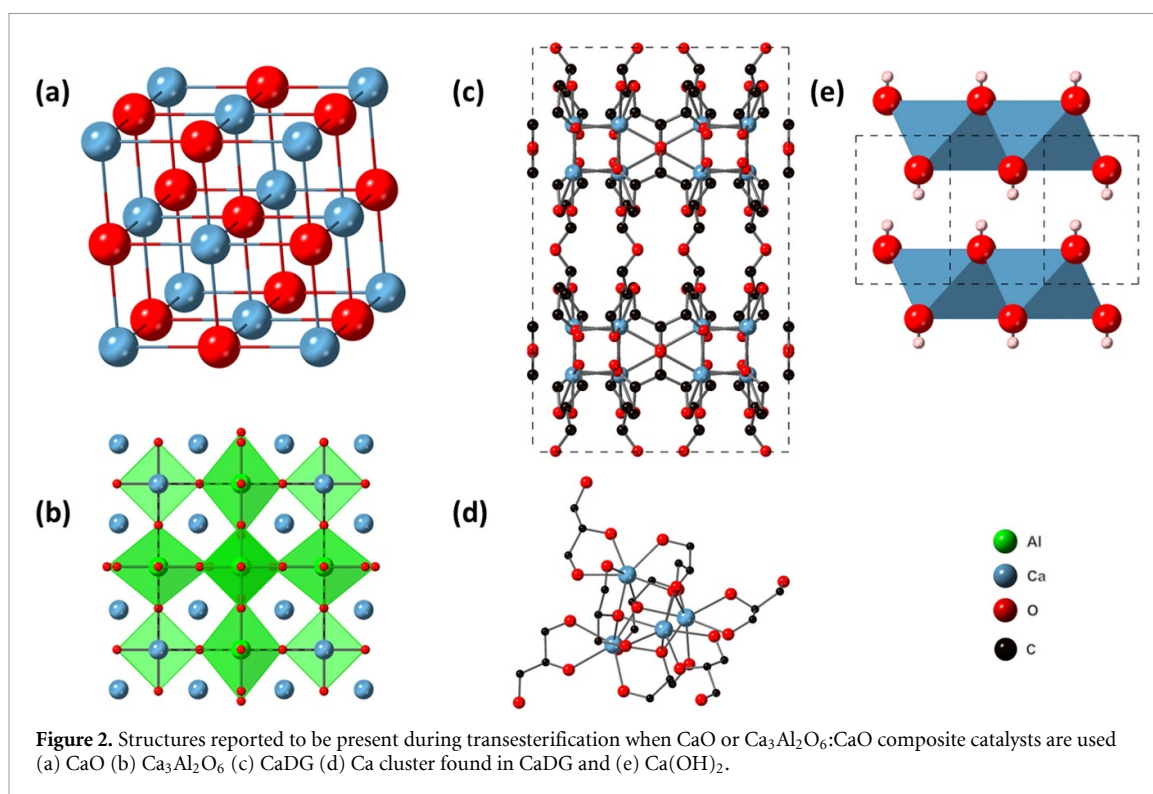 (a)
(b)
(c)
(d)
(e)
Al
Ca
O
C
Figure 2. Structures reported to be present during transesterification when CaO or Ca₃Al₂O₆:CaO composite catalysts are used
(a) CaO (b) Ca₃Al₂O₆ (c) CaDG (d) Ca cluster found in CaDG and (e) Ca(OH)₂.